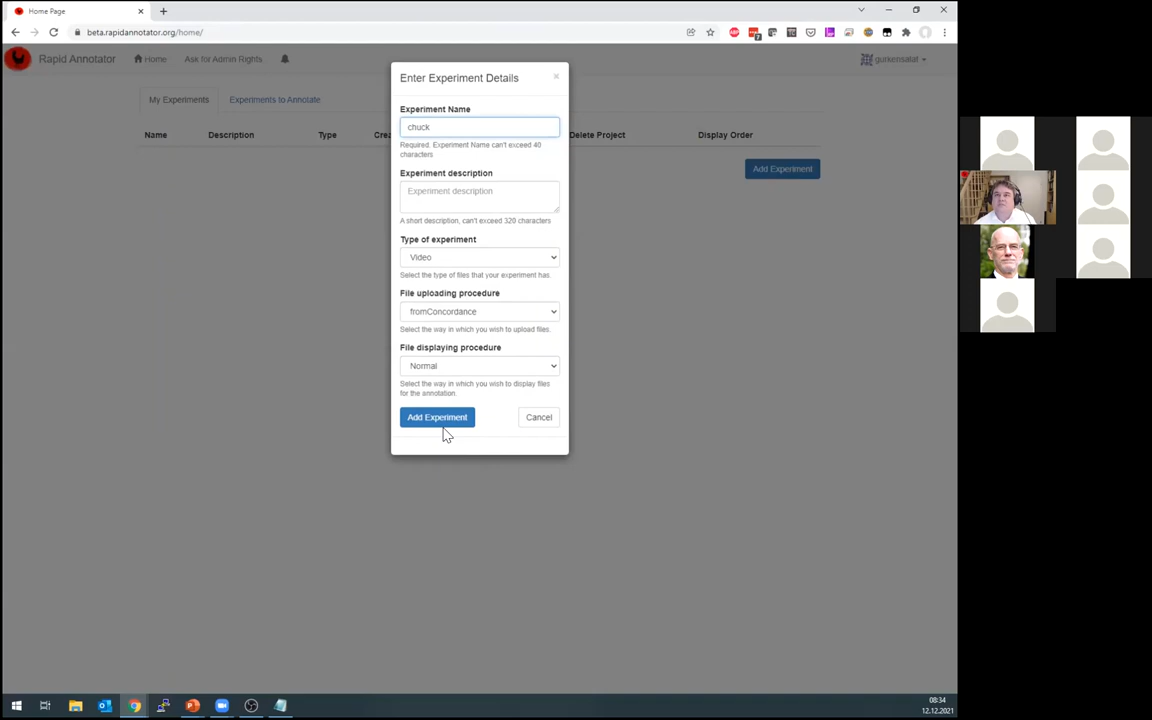 Home Page
beta.rapidannotator.org/home/
Rapid Annotator
Home
Ask for Admin Rights
gurkensalat
My Experiments
Experiments to Annotate
Name
Description
Type
Crea
Delete Project
Display Order
Add Experiment
Enter Experiment Details
×
Experiment Name
chuck
Required. Experiment Name can't exceed 40
characters
Experiment description
Experiment description
A short description, can't exceed 320 characters
Type of experiment
Video
Select the type of files that your experiment has.
File uploading procedure
fromConcordance
Select the way in which you wish to upload files.
File displaying procedure
Normal
Select the way in which you wish to display files
for the annotation.
Add Experiment
Cancel
08:34
12.12.2021